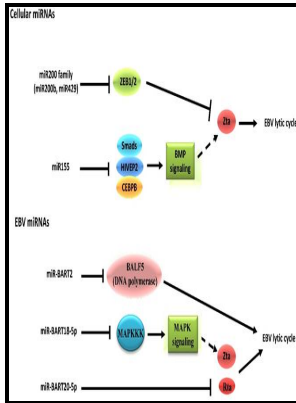 Cellular miRNAs
miR200 family
(miR200b, miR429)
ZEB1/2
Zta
EBV lytic cycle
Smads
miR155
HIVEP2
CEBPB
BMP
signaling
EBV miRNAs
miR-BART2
BALF5
(DNA polymerase)
EBV lytic cycle
miR-BART18-5p
MAPKKK
MAPK
signaling
Zta
miR-BART20-5p
Rta